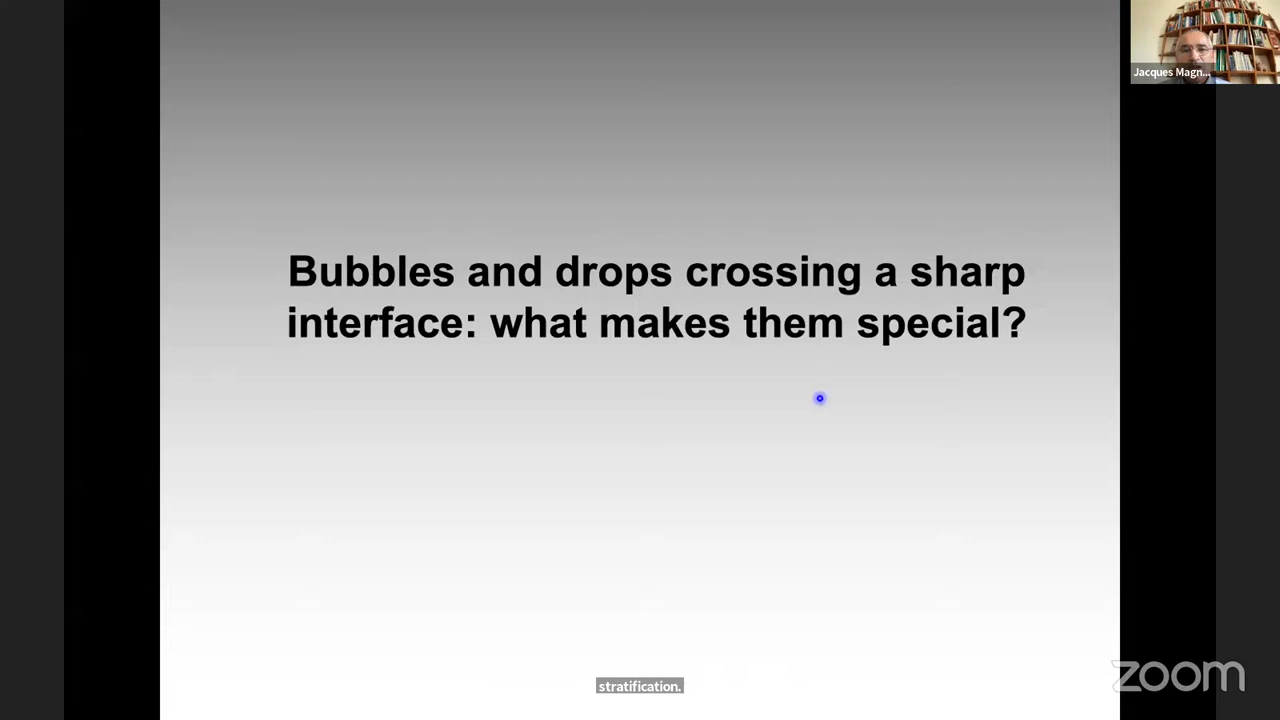 Jacques Magn...
Bubbles and drops crossing a sharp
interface: what makes them special?
zoom
stratification.